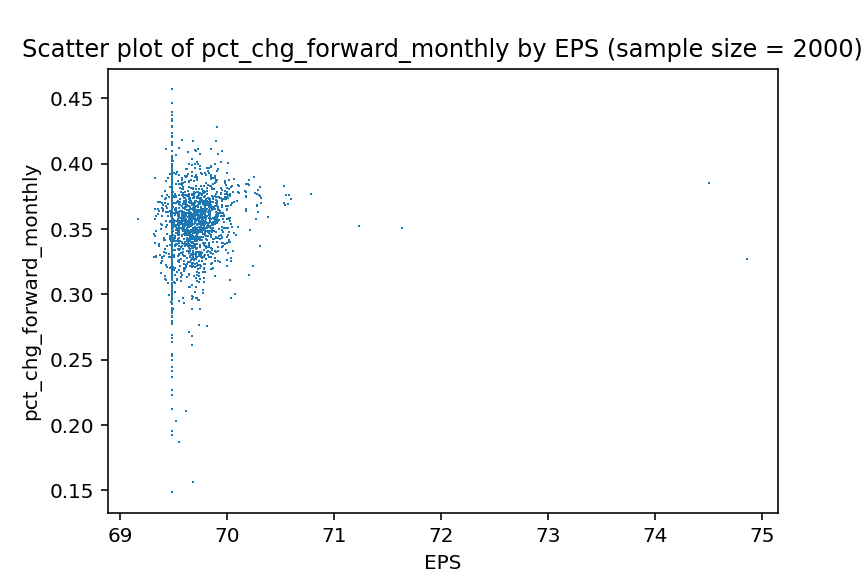 Scatter plot of pct_chg_forward_monthly by EPS (sample size = 2000)
pct_chg_forward_monthly
0.45
0.40
0.35
0.30
0.25
0.20
0.15
69 70 71 72 73 74 75
EPS